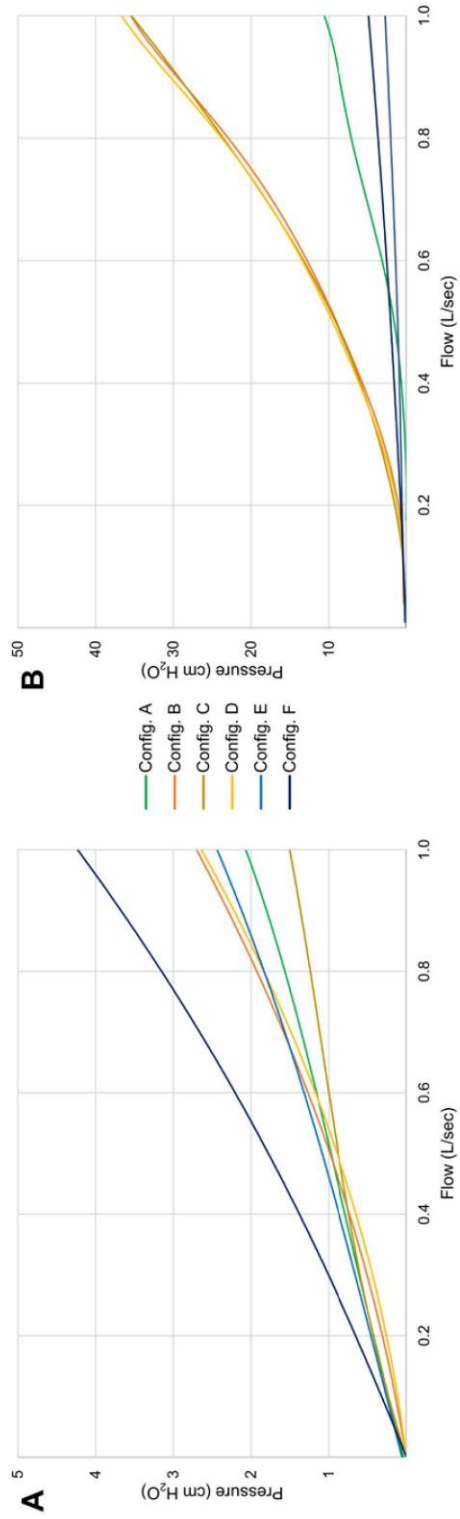 A
Pressure (cm H₂O)
5
4
3
2
1
0.2
0.4
0.6
0.8
1.0
Flow (L/sec)
Config. A
Config. B
Config. C
Config. D
Config. E
Config. F
B
Pressure (cm H₂O)
50
40
30
20
10
0.2
0.4
0.6
0.8
1.0
Flow (L/sec)